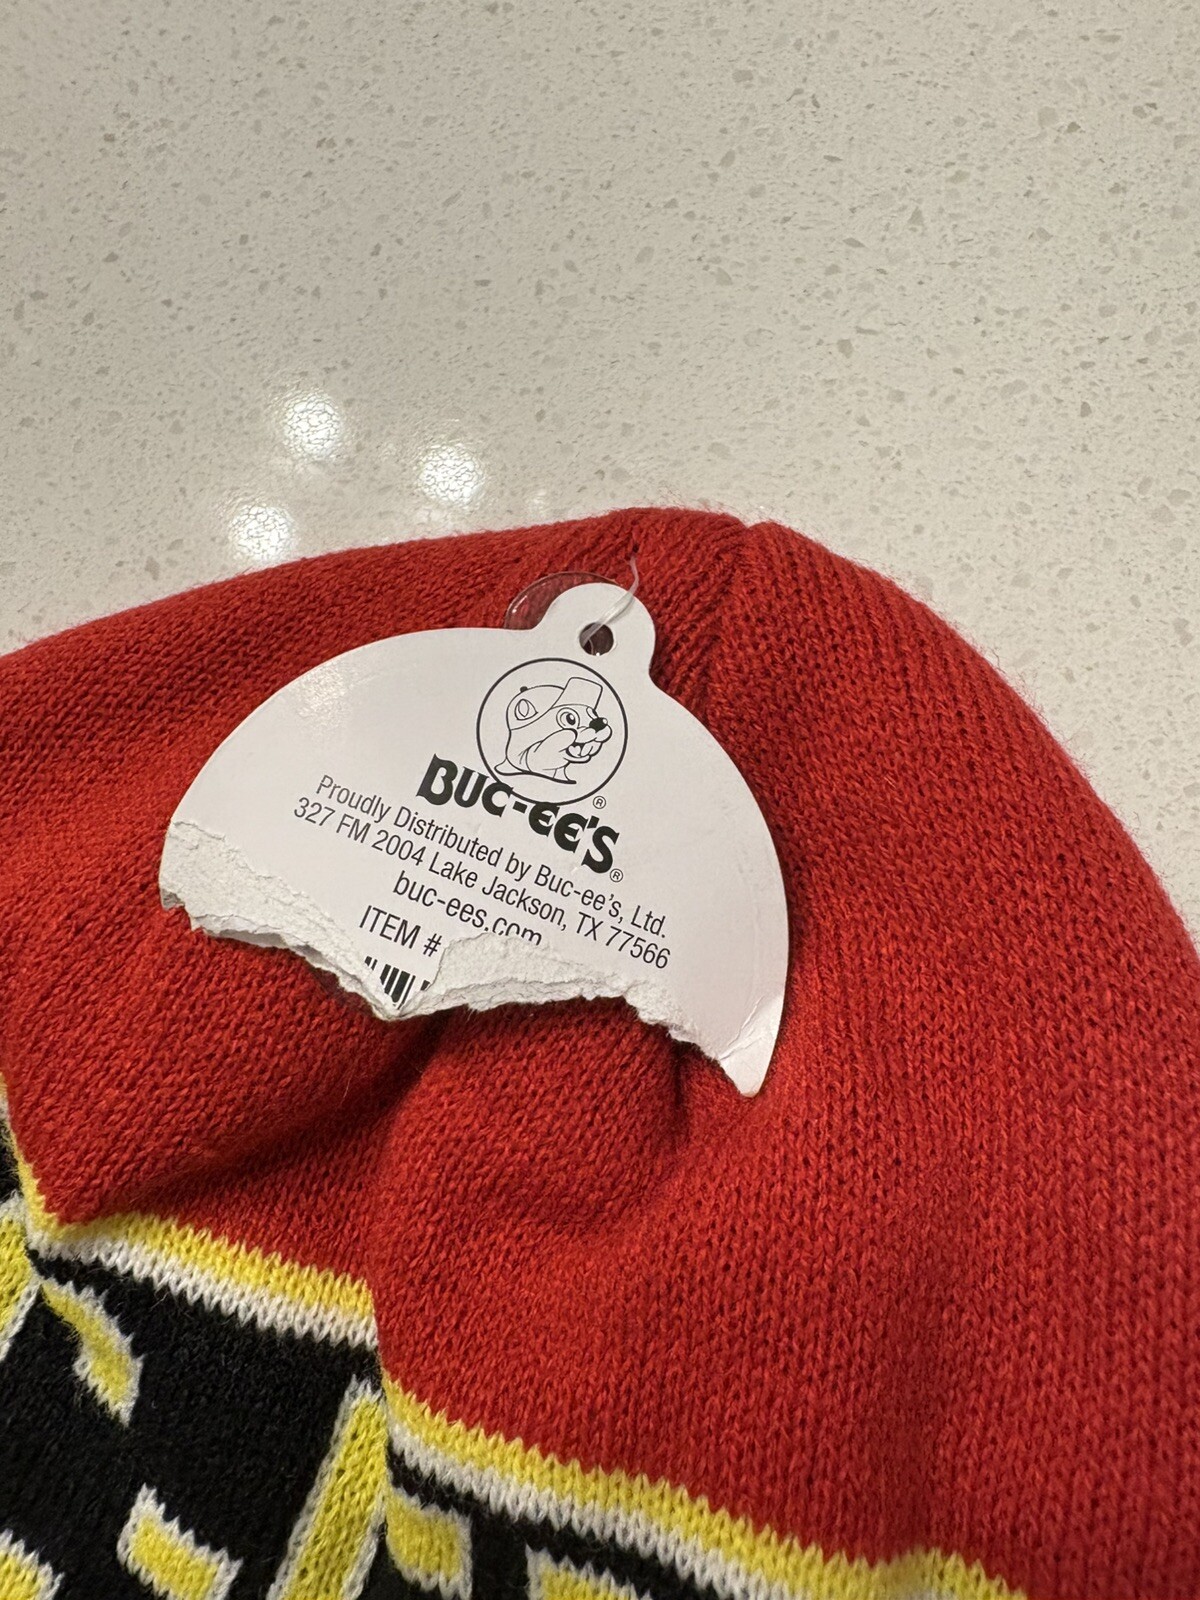 BUC-EE'S®
Proudly Distributed by Buc-ee's, Ltd.
327 FM 2004 Lake Jackson, TX 77566
buc-ees.com
ITEM #